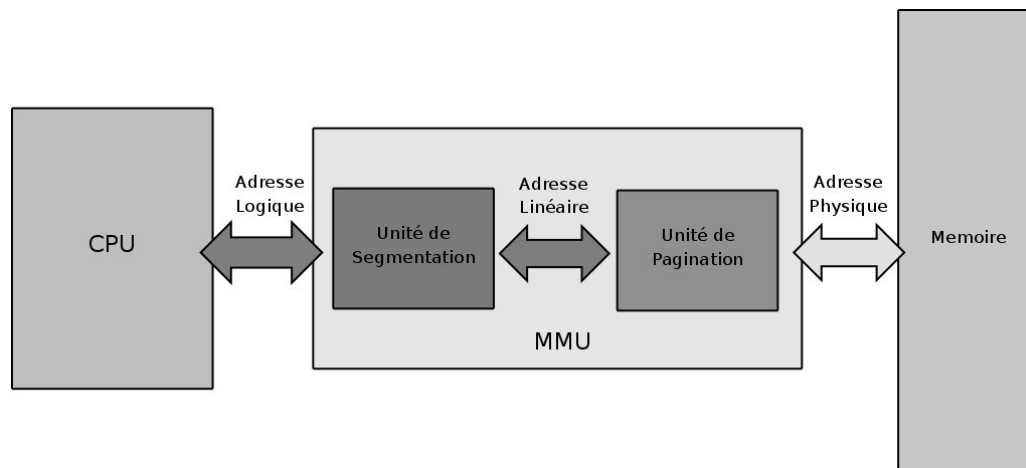 CPU
Adresse
Logique
Unité de
Segmentation
Adresse
Linéaire
Unité de
Pagination
MMU
Adresse
Physique
Memoire